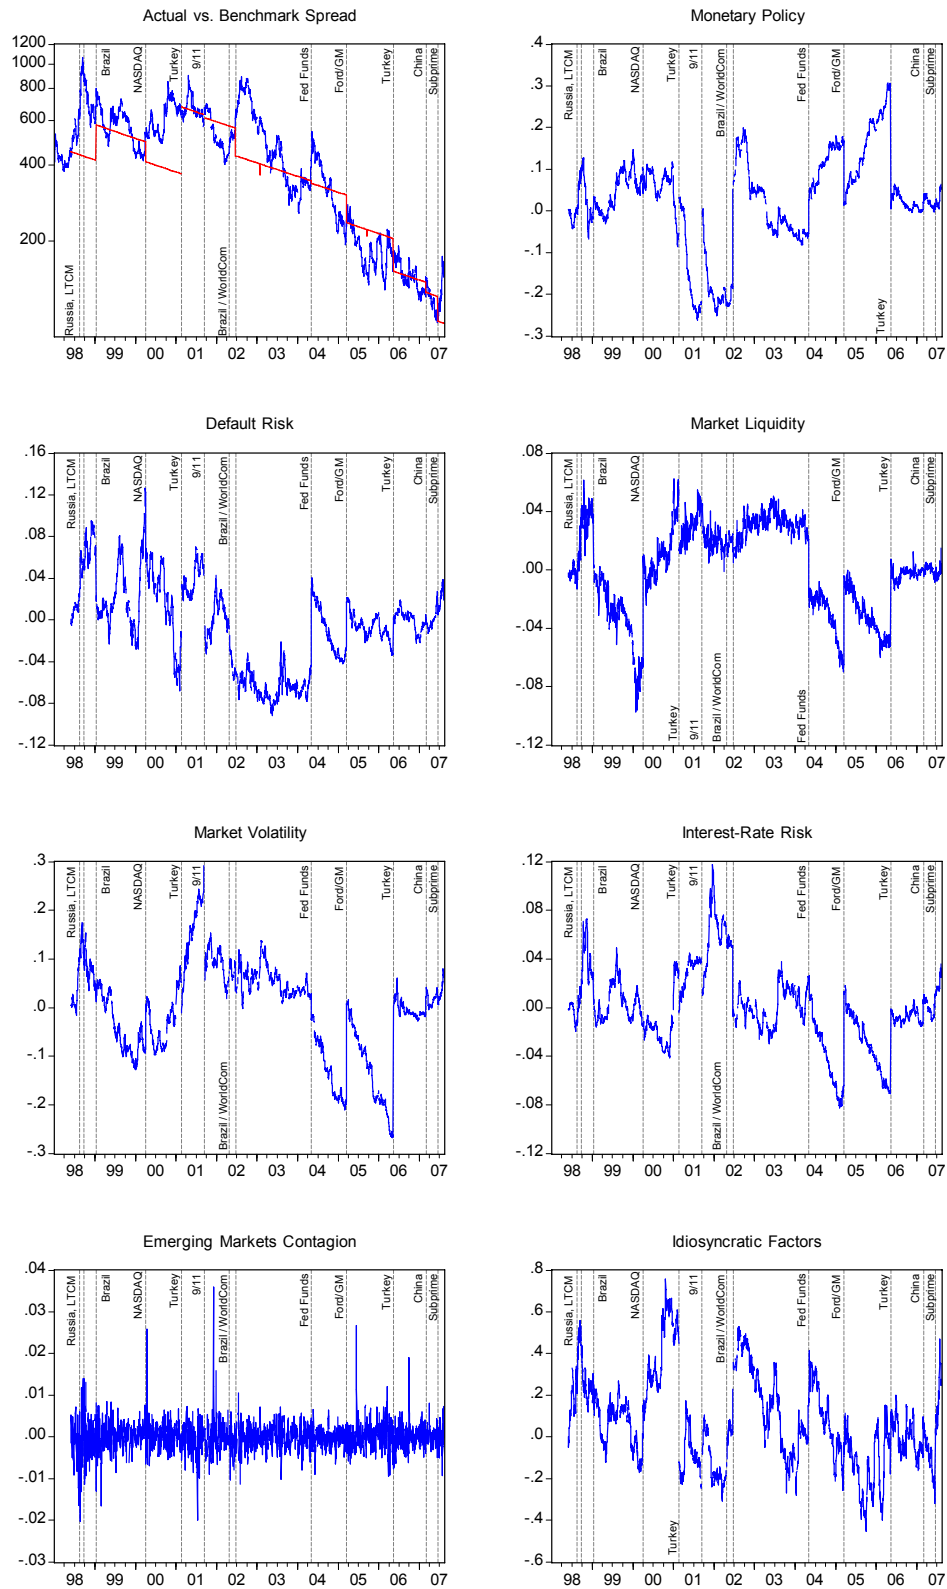 Actual vs. Benchmark Spread
1200
1000
800
600
400
200
Russia, LTCM
Brazil
NASDAQ
Turkey
9/11
Brazil / WorldCom
Fed Funds
Ford/GM
Turkey
China
Subprime
98 99 00 01 02 03 04 05 06 07
Monetary Policy
.4
.3
.2
.1
.0
-.1
-.2
-.3
Russia, LTCM
Brazil
NASDAQ
Turkey
9/11
Brazil / WorldCom
Fed Funds
Ford/GM
Turkey
China
Subprime
98 99 00 01 02 03 04 05 06 07
Default Risk
.16
.12
.08
.04
.00
-.04
-.08
-.12
Russia, LTCM
Brazil
NASDAQ
Turkey
9/11
Brazil / WorldCom
Fed Funds
Ford/GM
Turkey
China
Subprime
98 99 00 01 02 03 04 05 06 07
Market Liquidity
.08
.04
.00
-.04
-.08
-.12
Russia, LTCM
Brazil
NASDAQ
Turkey
9/11
Brazil / WorldCom
Fed Funds
Ford/GM
Turkey
China
Subprime
98 99 00 01 02 03 04 05 06 07
Market Volatility
.3
.2
.1
.0
-.1
-.2
-.3
Russia, LTCM
Brazil
NASDAQ
Turkey
9/11
Brazil / WorldCom
Fed Funds
Ford/GM
Turkey
China
Subprime
98 99 00 01 02 03 04 05 06 07
Interest-Rate Risk
.12
.08
.04
.00
-.04
-.08
-.12
Russia, LTCM
Brazil
NASDAQ
Turkey
9/11
Brazil / WorldCom
Fed Funds
Ford/GM
Turkey
China
Subprime
98 99 00 01 02 03 04 05 06 07
Emerging Markets Contagion
.04
.03
.02
.01
.00
-.01
-.02
-.03
Russia, LTCM
Brazil
NASDAQ
Turkey
9/11
Brazil / WorldCom
Fed Funds
Ford/GM
Turkey
China
Subprime
98 99 00 01 02 03 04 05 06 07
Idiosyncratic Factors
.8
.6
.4
.2
.0
-.2
-.4
-.6
Russia, LTCM
Brazil
NASDAQ
Turkey
9/11
Brazil / WorldCom
Fed Funds
Ford/GM
Turkey
China
Subprime
98 99 00 01 02 03 04 05 06 07